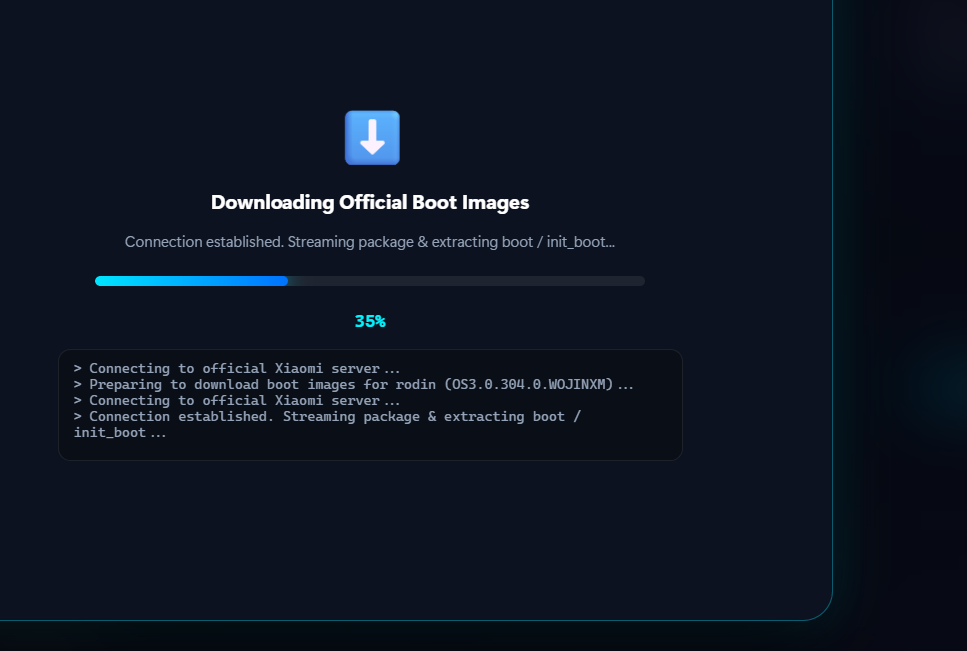 Downloading Official Boot Images
Connection established. Streaming package & extracting boot / init_boot...
35%
> Connecting to official Xiaomi server...
> Preparing to download boot images for rodin (OS3.0.304.0.WOJINXM)...
> Connecting to official Xiaomi server...
> Connection established. Streaming package & extracting boot /
init_boot...